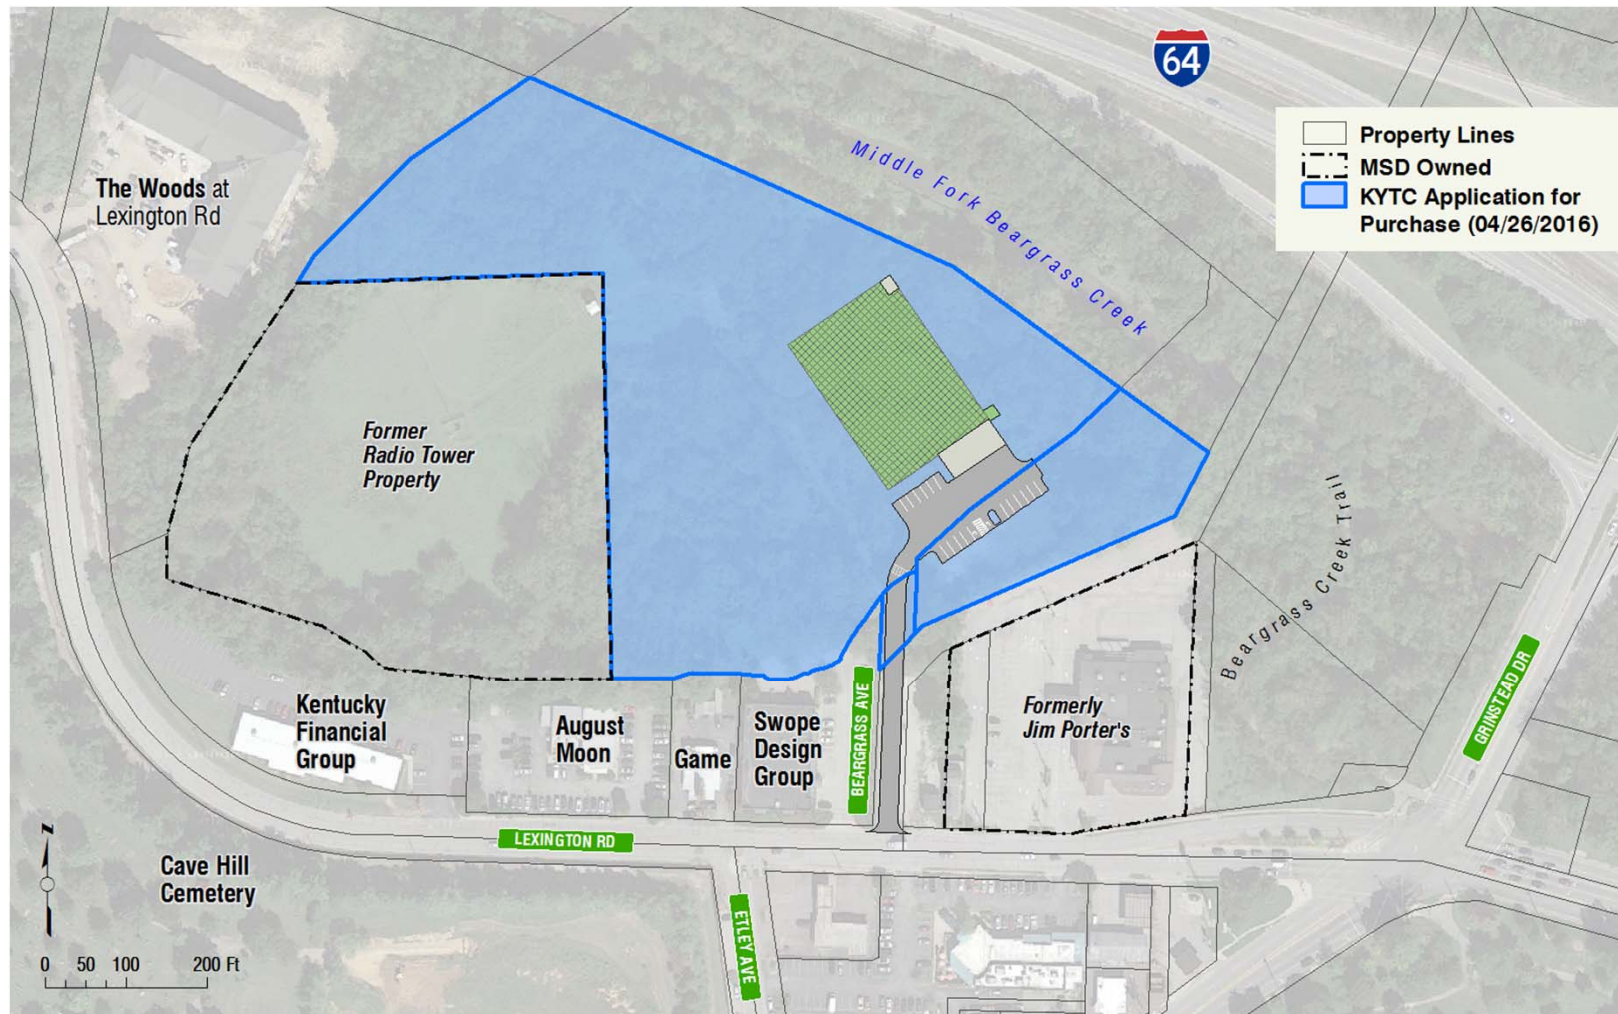 64
Property Lines
MSD Owned
KYTC Application for
Purchase (04/26/2016)
Middle Fork Beargrass Creek
The Woods at
Lexington Rd
Former
Radio Tower
Property
Beargrass Creek Trail
GRINSTEAD DR
Kentucky
Financial
Group
August
Moon
Game
Swope
Design
Group
BEARGRASS AVE
Formerly
Jim Porter's
LEXINGTON RD
Cave Hill
Cemetery
ETLEY AVE
z
0 50 100 200 Ft